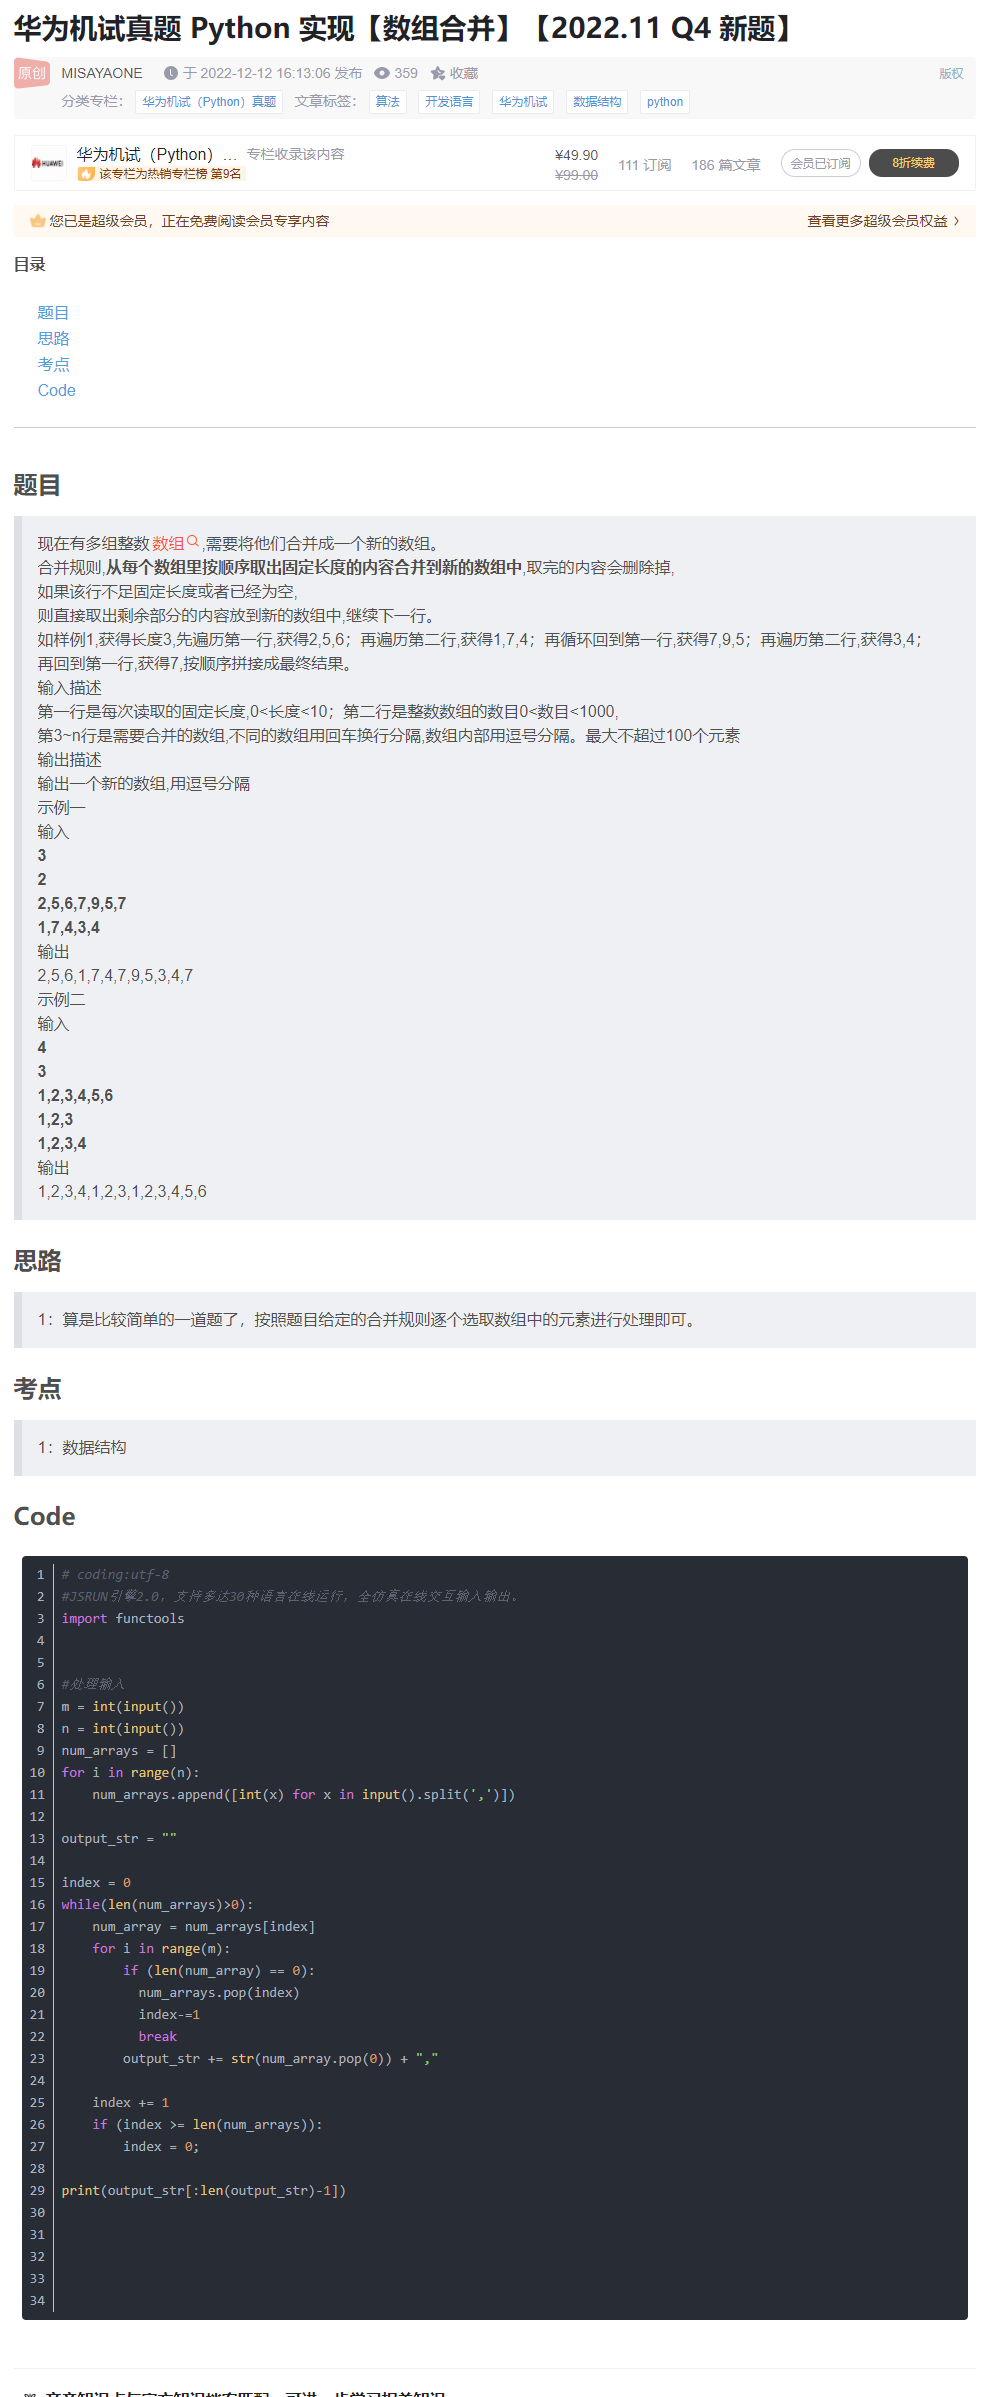 华为机试真题 Python 实现【数组合并】【2022.11 Q4 新题】
原创 MISAYAONE 于 2022-12-12 16:13:06 发布 359 收藏 版权
分类专栏： 华为机试（Python）真题 文章标签： 算法 开发语言 华为机试 数据结构 python
华为机试（Python）... 专栏收录该内容 ¥49.90 111 订阅 186 篇文章 会员已订阅 8折续费
HUAWEI 该专栏为热销专栏榜 第9名 ¥99.00
您已是超级会员，正在免费阅读会员专享内容 查看更多超级会员权益
目录
题目
思路
考点
Code
题目
现在有多组整数数组,需要将他们合并成一个新的数组。
合并规则,从每个数组里按顺序取出固定长度的内容合并到新的数组中,取完的内容会删除掉,
如果该行不足固定长度或者已经为空,
则直接取出剩余部分的内容放到新的数组中,继续下一行。
如样例1,获得长度3,先遍历第一行,获得2,5,6；再遍历第二行,获得1,7,4；再循环回到第一行,获得7,9,5；再遍历第二行,获得3,4；
再回到第一行,获得7,按顺序拼接成最终结果。
输入描述
第一行是每次读取的固定长度,0<长度<10；第二行是整数数组的数目0<数目<1000,
第3~n行是需要合并的数组,不同的数组用回车换行分隔,数组内部用逗号分隔。最大不超过100个元素
输出描述
输出一个新的数组,用逗号分隔
示例一
输入
3
2
2,5,6,7,9,5,7
1,7,4,3,4
输出
2,5,6,1,7,4,7,9,5,3,4,7
示例二
输入
4
3
1,2,3,4,5,6
1,2,3
1,2,3,4
输出
1,2,3,4,1,2,3,1,2,3,4,5,6
思路
1：算是比较简单的一道题了，按照题目给定的合并规则逐个选取数组中的元素进行处理即可。
考点
1：数据结构
Code
1 # coding:utf-8
2 #JSRUN引擎2.0，支持多达30种语言在线运行，全仿真在线交互输入输出。
3 import functools
4
5
6 #处理输入
7 m = int(input())
8 n = int(input())
9 num_arrays = []
10 for i in range(n):
11     num_arrays.append([int(x) for x in input().split(',')])
12
13 output_str = ""
14
15 index = 0
16 while(len(num_arrays)>0):
17     num_array = num_arrays[index]
18     for i in range(m):
19         if (len(num_array) == 0):
20           num_arrays.pop(index)
21           index-=1
22           break
23         output_str += str(num_array.pop(0)) + ","
24
25     index += 1
26     if (index >= len(num_arrays)):
27         index = 0;
28
29 print(output_str[:len(output_str)-1])
30
31
32
33
34